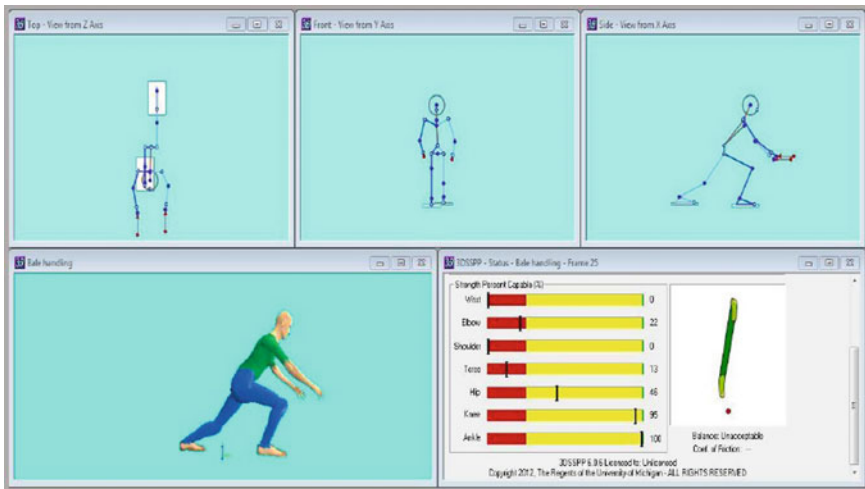 Top - View from Z Axis
Front - View from Y Axis
Side - View from X Axis
Bale handling
3DSSPP - Status - Bale handling - Frame 25
Strength Percent Capable (%)
Wrist 0
Elbow 22
Shoulder 0
Torso 13
Hip 46
Knee 95
Ankle 100
Balance: Unacceptable
Coef. of Friction: ---
3DSSPP 6.0.6 Licensed to: Unlicensed
Copyright 2012, The Regents of the University of Michigan - ALL RIGHTS RESERVED